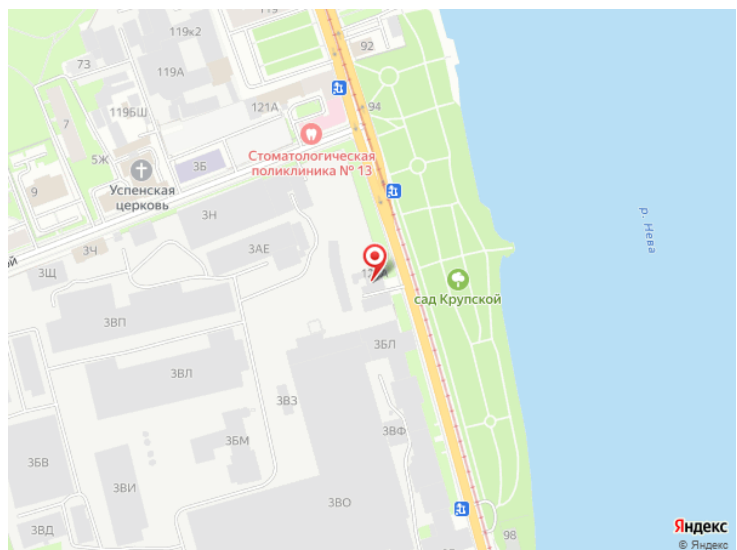 119к2
92
73
119А
121А
94
119БШ
7
5Ж
3Б
Стоматологическая
поликлиника № 13
Успенская
церковь
9
3Н
ой
3Ч
3АЕ
3Щ
р. Нева
сад Крупской
3ВП
3БЛ
3ВЛ
3ВЗ
3ВФ
3БМ
3БВ
3ВИ
3ВО
3ВД
98
Яндекс
© Яндекс